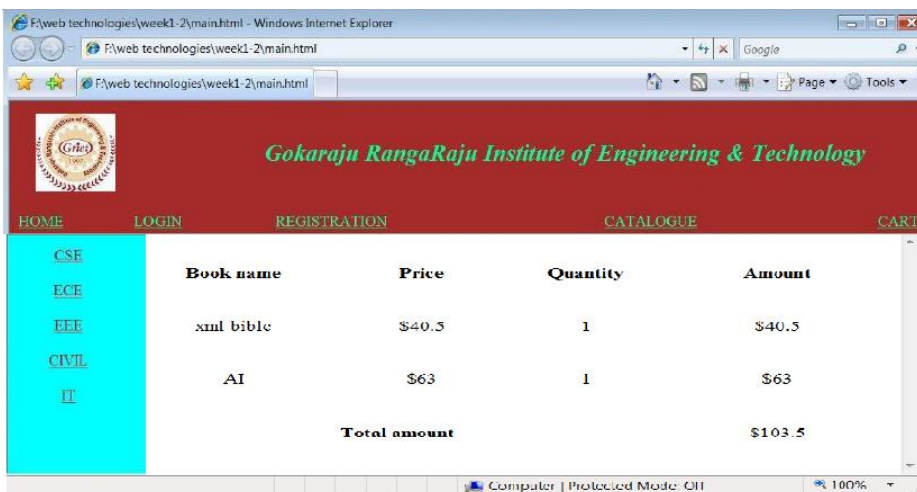 F:\web technologies\week1-2\main.html - Windows Internet Explorer
F:\web technologies\week1-2\main.html
Google
F:\web technologies\week1-2\main.html
Page
Tools
Griet
Gokaraju RangaRaju Institute of Engineering & Technology
HOME LOGIN REGISTRATION CATALOGUE CART
CSE
ECE
EEE
CIVIL
IT
Book name Price Quantity Amount
xml bible $40.5 1 $40.5
AI $63 1 $63
Total amount $103.5
Computer | Protected Mode: Off 100%